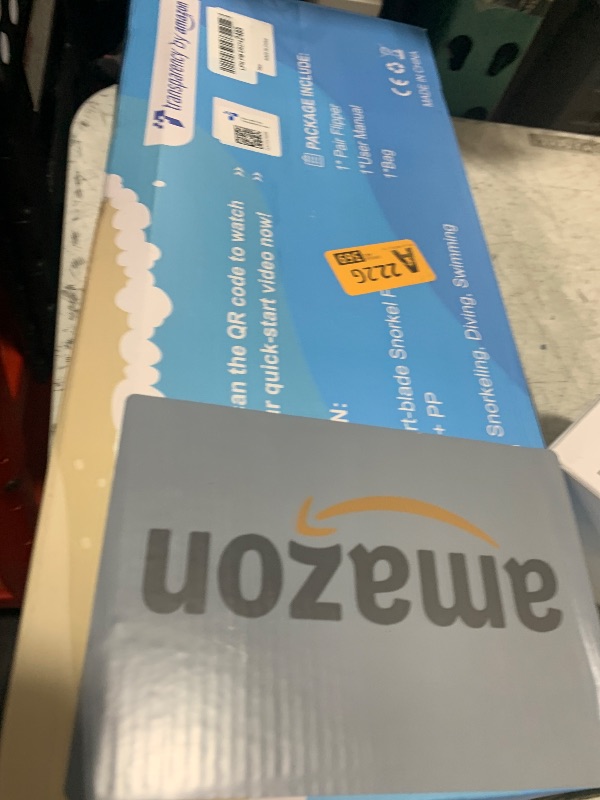 transparency by amazon
PACKAGE INCLUDE:
1* Pair Flipper
1*User Manual
1*Bag
CE
MADE IN CHINA
an the QR code to watch
r quick-start video now!
A 222G
N:
rt-blade Snorkel F
+ PP
Snorkeling, Diving, Swimming
amazon